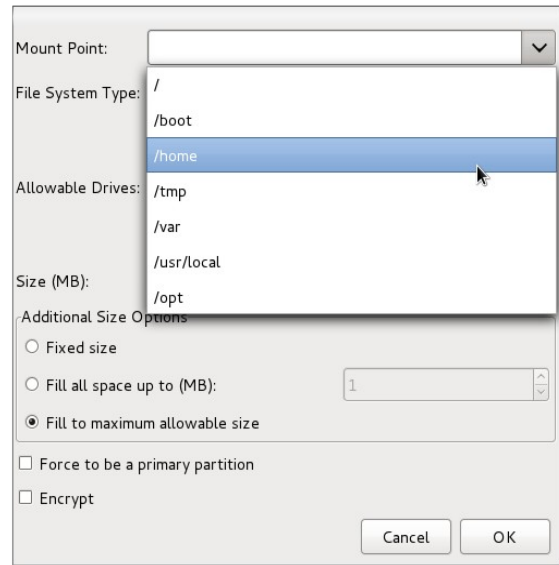 Mount Point:
/
File System Type:
/boot
/home
Allowable Drives:
/tmp
/var
/usr/local
Size (MB):
/opt
Additional Size Options
Fixed size
Fill all space up to (MB):
1
Fill to maximum allowable size
Force to be a primary partition
Encrypt
Cancel
OK